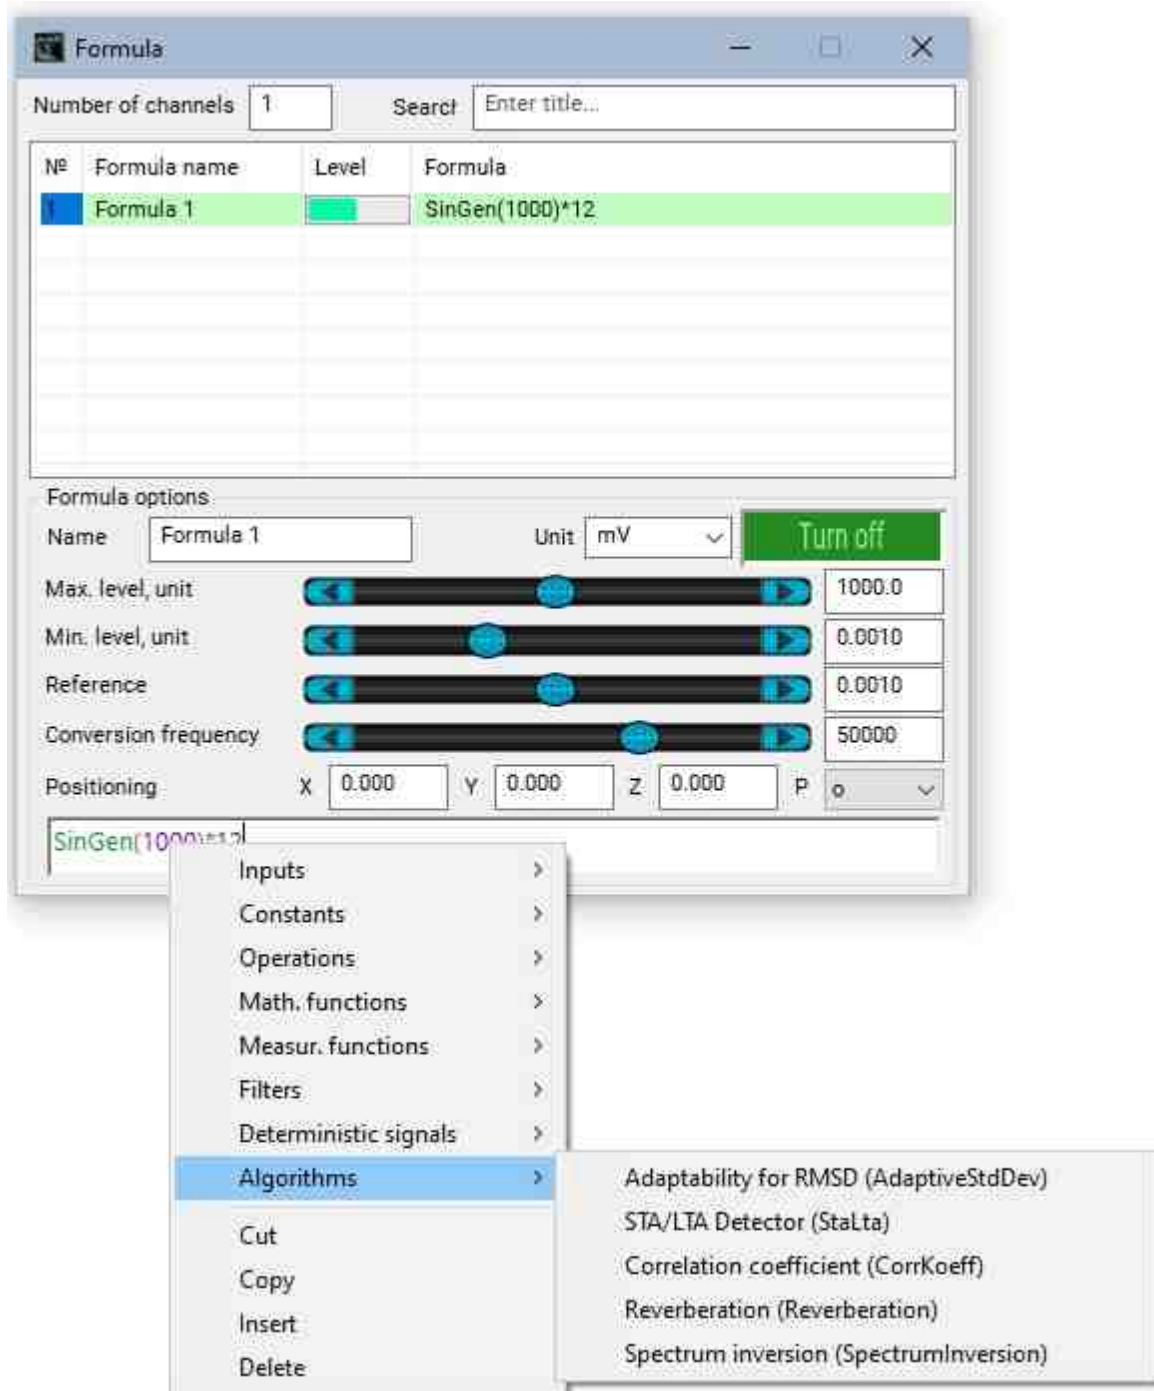 Formula
Number of channels 1 Search Enter title...
№ Formula name Level Formula
1 Formula 1 SinGen(1000)*12
Formula options
Name Formula 1 Unit mV Turn off
Max. level, unit 1000.0
Min. level, unit 0.0010
Reference 0.0010
Conversion frequency 50000
Positioning X 0.000 Y 0.000 Z 0.000 P o
SinGen(1000)*12
Inputs
Constants
Operations
Math. functions
Measur. functions
Filters
Deterministic signals
Algorithms
Adaptability for RMSD (AdaptiveStdDev)
STA/LTA Detector (StaLta)
Correlation coefficient (CorrKoeff)
Reverberation (Reverberation)
Spectrum inversion (SpectrumInversion)
Cut
Copy
Insert
Delete